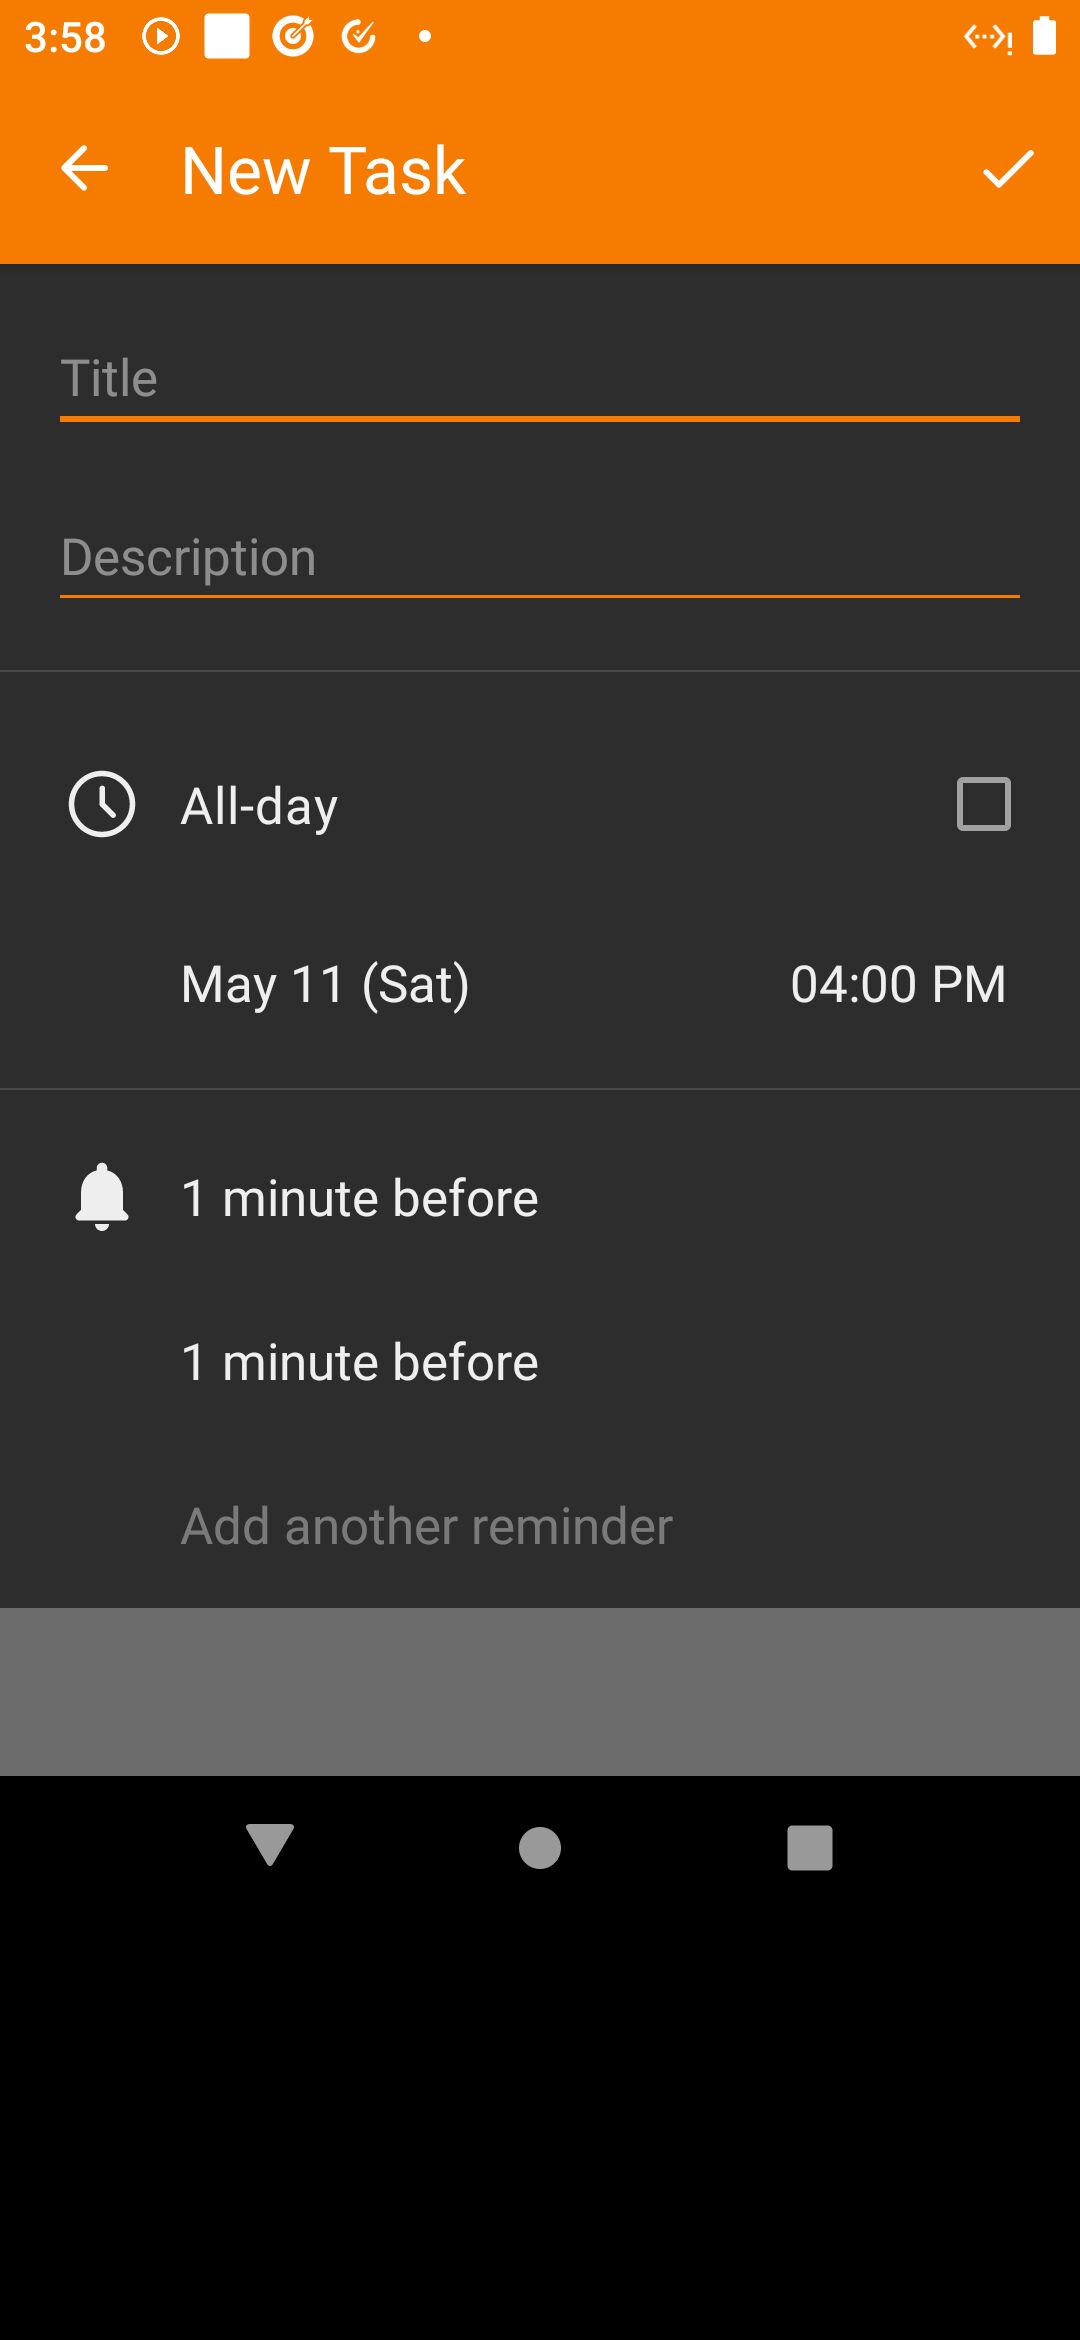 3:58
New Task
Title
Description
All-day
May 11 (Sat)
04:00 PM
1 minute before
1 minute before
Add another reminder